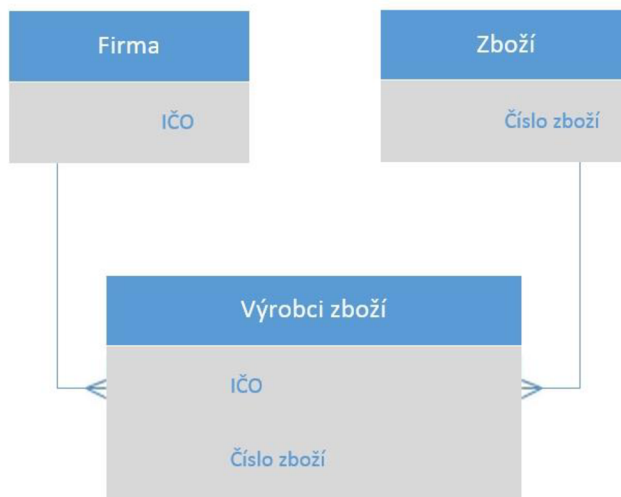 Firma
IČO
Zboží
Číslo zboží
Výrobci zboží
IČO
Číslo zboží